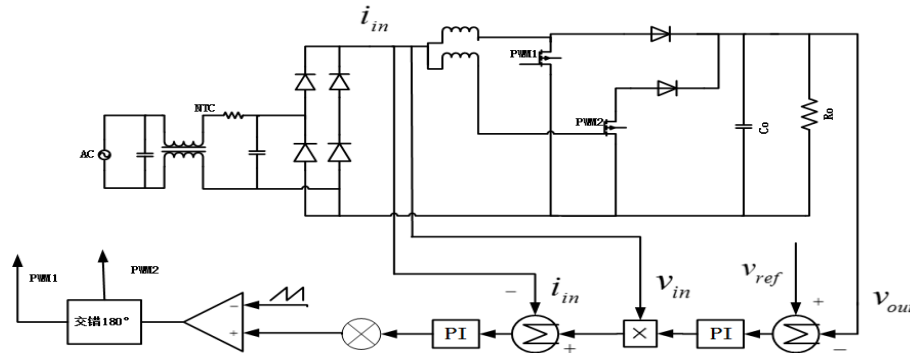 i_in
PWM1
NTC
PWM2
AC
Co
Ro
PWM1
PWM2
i_in
v_in
v_ref
v_out
交错180°
PI
PI